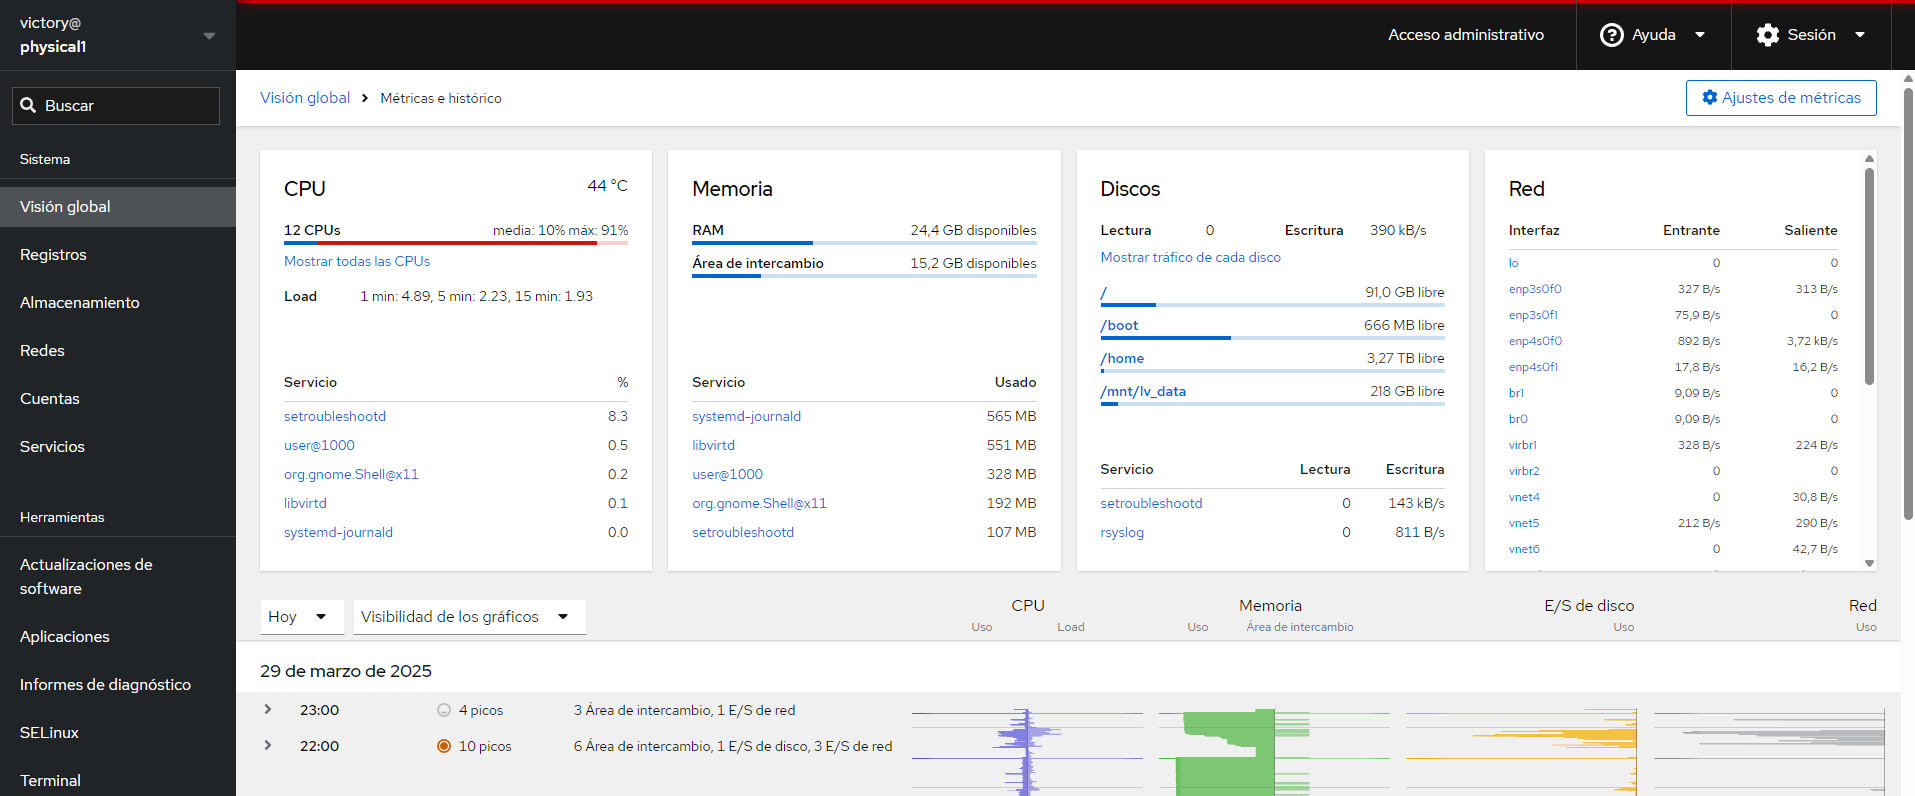 victory@
physical1
Acceso administrativo
Ayuda
Sesión
Buscar
Sistema
Visión global
Registros
Almacenamiento
Redes
Cuentas
Servicios
Herramientas
Actualizaciones de
software
Aplicaciones
Informes de diagnóstico
SELinux
Terminal
Visión global > Métricas e histórico
Ajustes de métricas
CPU 44 °C
12 CPUs media: 10% máx: 91%
Mostrar todas las CPUs
Load 1 min: 4.89, 5 min: 2.23, 15 min: 1.93
Servicio %
setroubleshootd 8.3
user@1000 0.5
org.gnome.Shell@x11 0.2
libvirtd 0.1
systemd-journald 0.0
Memoria
RAM 24,4 GB disponibles
Área de intercambio 15,2 GB disponibles
Servicio Usado
systemd-journald 565 MB
libvirtd 551 MB
user@1000 328 MB
org.gnome.Shell@x11 192 MB
setroubleshootd 107 MB
Discos
Lectura 0 Escritura 390 kB/s
Mostrar tráfico de cada disco
/ 91,0 GB libre
/boot 666 MB libre
/home 3,27 TB libre
/mnt/lv_data 218 GB libre
Servicio Lectura Escritura
setroubleshootd 0 143 kB/s
rsyslog 0 811 B/s
Red
Interfaz Entrante Saliente
lo 0 0
enp3s0f0 327 B/s 313 B/s
enp3s0f1 75,9 B/s 0
enp4s0f0 892 B/s 3,72 kB/s
enp4s0f1 17,8 B/s 16,2 B/s
br1 9,09 B/s 0
br0 9,09 B/s 0
virbr1 328 B/s 224 B/s
virbr2 0 0
vnet4 0 30,8 B/s
vnet5 212 B/s 290 B/s
vnet6 0 42,7 B/s
Hoy
Visibilidad de los gráficos
CPU Memoria E/S de disco Red
Uso Load Uso Área de intercambio Uso Uso
29 de marzo de 2025
23:00 4 picos 3 Área de intercambio, 1 E/S de red
22:00 10 picos 6 Área de intercambio, 1 E/S de disco, 3 E/S de red